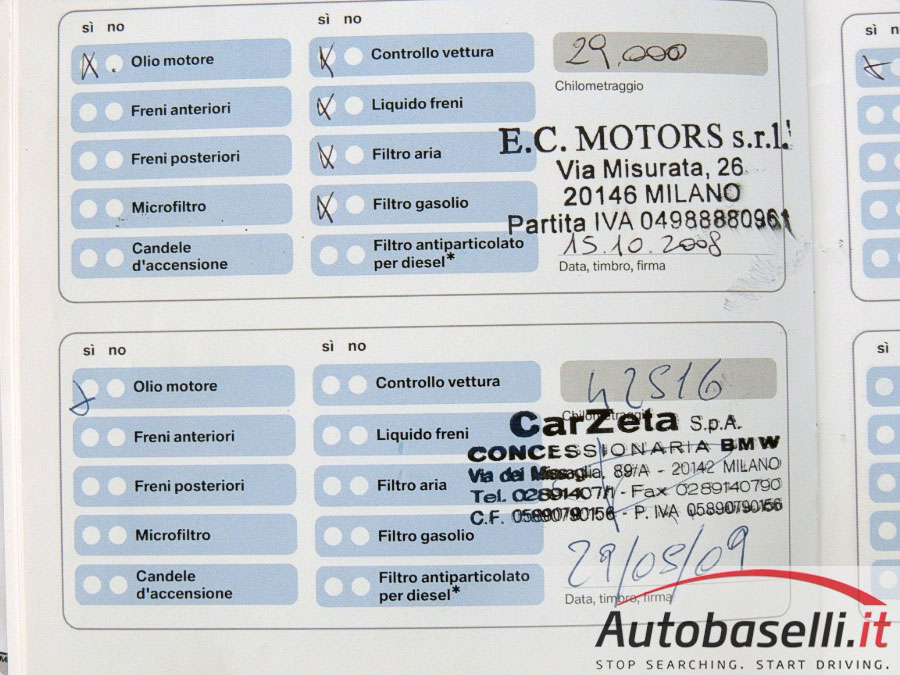 sì no
sì no
Olio motore
Freni anteriori
Freni posteriori
Microfiltro
Candele
d'accensione
Controllo vettura
Liquido freni
Filtro aria
Filtro gasolio
Filtro antiparticolato
per diesel*
29.000
Chilometraggio
E.C. MOTORS s.r.l.
Via Misurata, 26
20146 MILANO
Partita IVA 04988880961
15.10.2008
Data, timbro, firma
sì no
sì no
Olio motore
Freni anteriori
Freni posteriori
Microfiltro
Candele
d'accensione
Controllo vettura
Liquido freni
Filtro aria
Filtro gasolio
Filtro antiparticolato
per diesel*
42516
Chilometraggio
CarZeta S.p.A.
CONCESSIONARIA BMW
Via dei Missaglia, 89/A - 20142 MILANO
Tel. 0289140771 - Fax 0289140790
C.F. 05890790156 - P. IVA 05890790156
29/05/09
Data, timbro, firma
sì
sì
Autobaselli.it
STOP SEARCHING. START DRIVING.